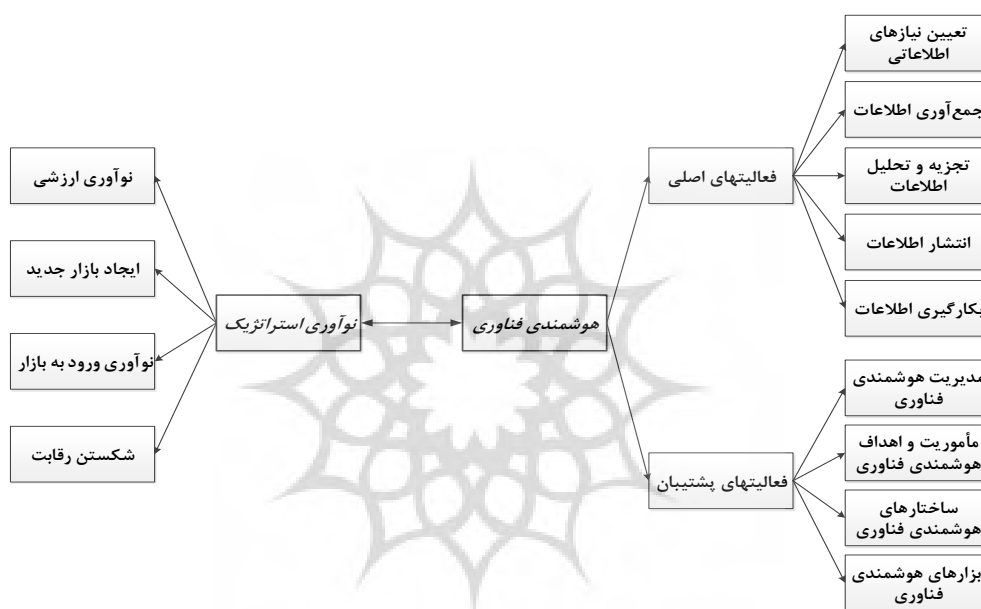 تعیین نیازهای
اطلاعاتی
جمع‌آوری اطلاعات
تجزیه و تحلیل
اطلاعات
انتشار اطلاعات
بکارگیری اطلاعات
فعالیتهای اصلی
مدیریت هوشمندی
فناوری
مأموریت و اهداف
هوشمندی فناوری
ساختارهای
هوشمندی فناوری
بزارهای هوشمندی
فناوری
فعالیتهای پشتیبان
هوشمندی فناوری
نوآوری استراتژیک
نوآوری ارزشی
ایجاد بازار جدید
نوآوری ورود به بازار
شکستن رقابت